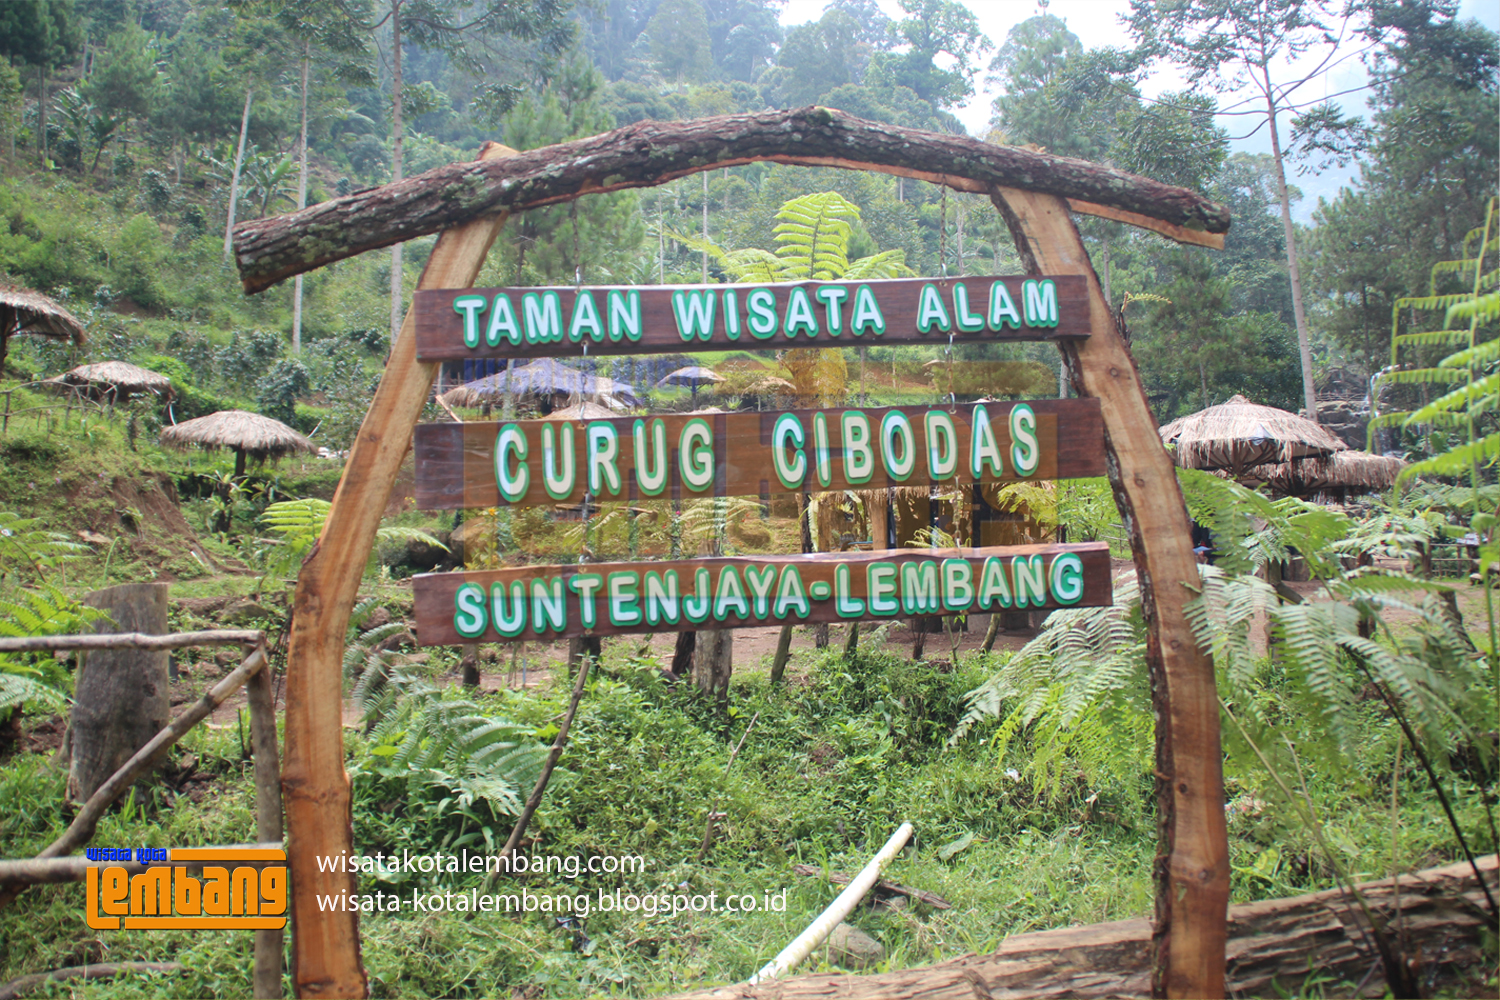 TAMAN WISATA ALAM
CURUG CIBODAS
SUNTENJAYA-LEMBANG
WISATA KOTA
LEMBANG
wisatakotalembang.com
wisata-kotalembang.blogspot.co.id